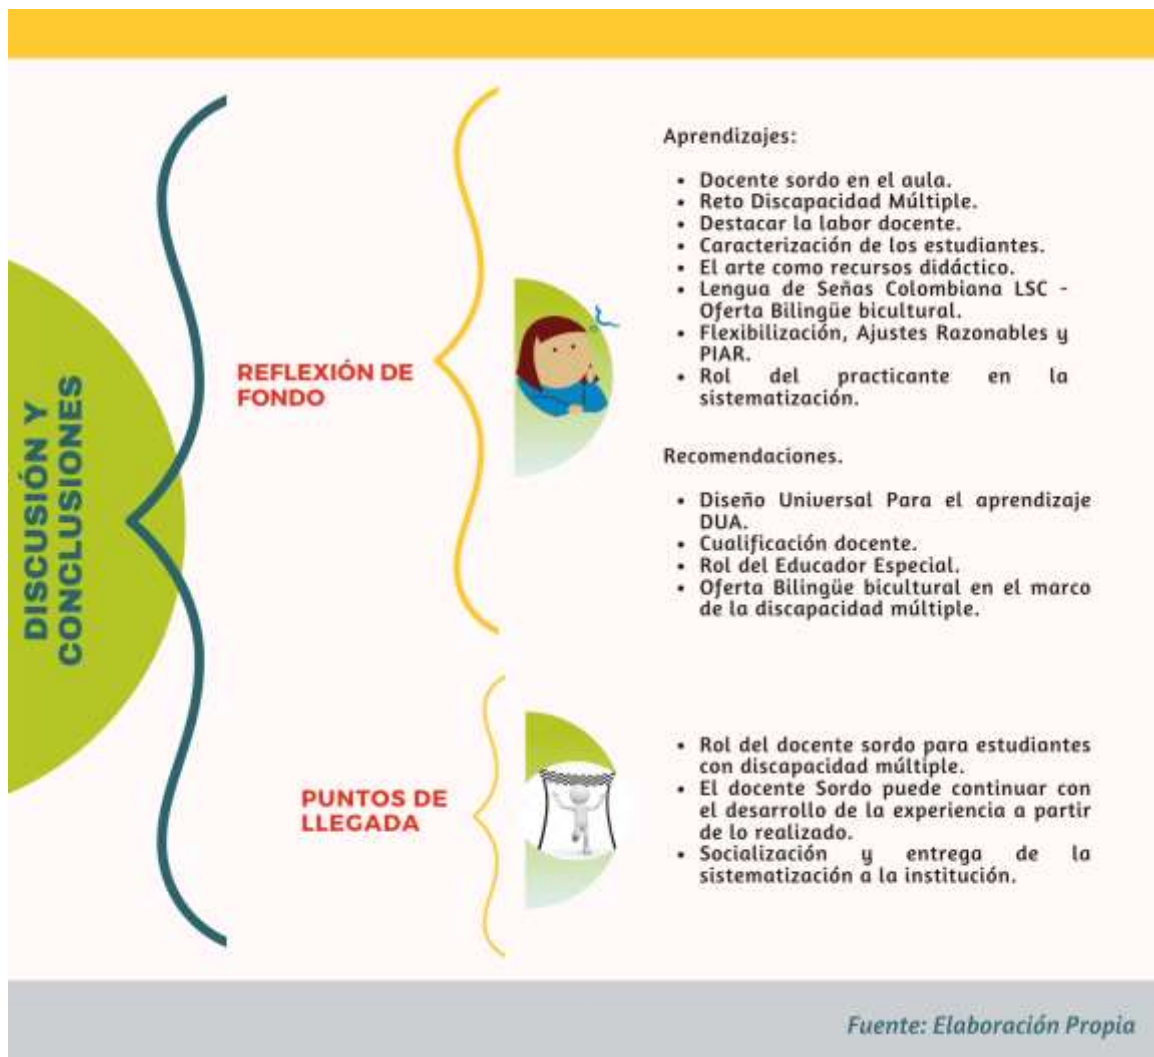 DISCUSIÓN Y
CONCLUSIONES
REFLEXIÓN DE
FONDO
Aprendizajes:
• Docente sordo en el aula.
• Reto Discapacidad Múltiple.
• Destacar la labor docente.
• Caracterización de los estudiantes.
• El arte como recursos didáctico.
• Lengua de Señas Colombiana LSC -
Oferta Bilingüe bicultural.
• Flexibilización, Ajustes Razonables y
PIAR.
• Rol del practicante en la
sistematización.
Recomendaciones.
• Diseño Universal Para el aprendizaje
DUA.
• Cualificación docente.
• Rol del Educador Especial.
• Oferta Bilingüe bicultural en el marco
de la discapacidad múltiple.
PUNTOS DE
LLEGADA
• Rol del docente sordo para estudiantes
con discapacidad múltiple.
• El docente Sordo puede continuar con
el desarrollo de la experiencia a partir
de lo realizado.
• Socialización y entrega de la
sistematización a la institución.
Fuente: Elaboración Propia